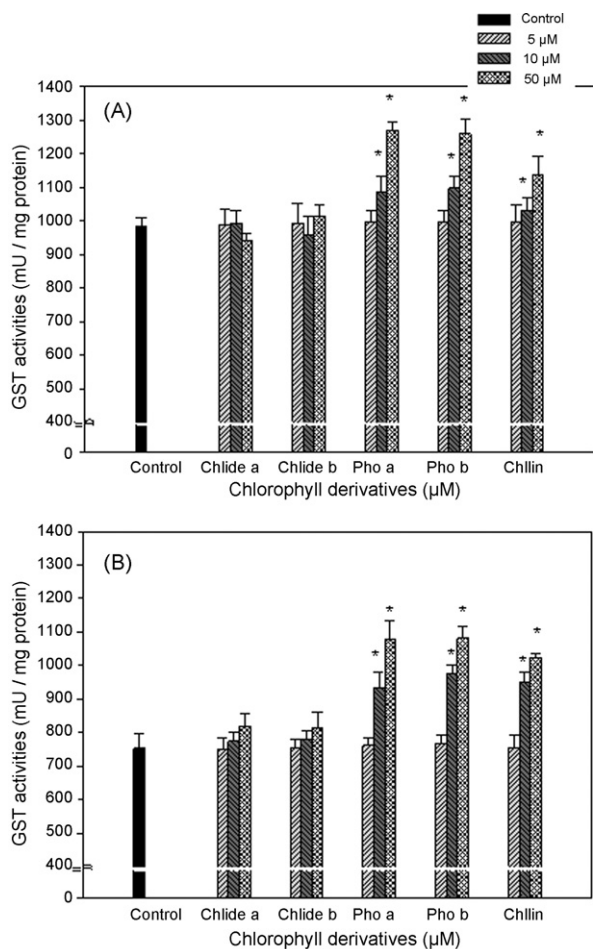 Control
5 µM
10 µM
50 µM
(A)
1400
1300
1200
1100
1000
900
800
700
600
500
400
0
GST activities (mU / mg protein)
* * * * * *
Control Chlide a Chlide b Pho a Pho b Chllin
Chlorophyll derivatives (µM)
(B)
1400
1300
1200
1100
1000
900
800
700
600
500
400
0
GST activities (mU / mg protein)
* * * * * *
Control Chlide a Chlide b Pho a Pho b Chllin
Chlorophyll derivatives (µM)